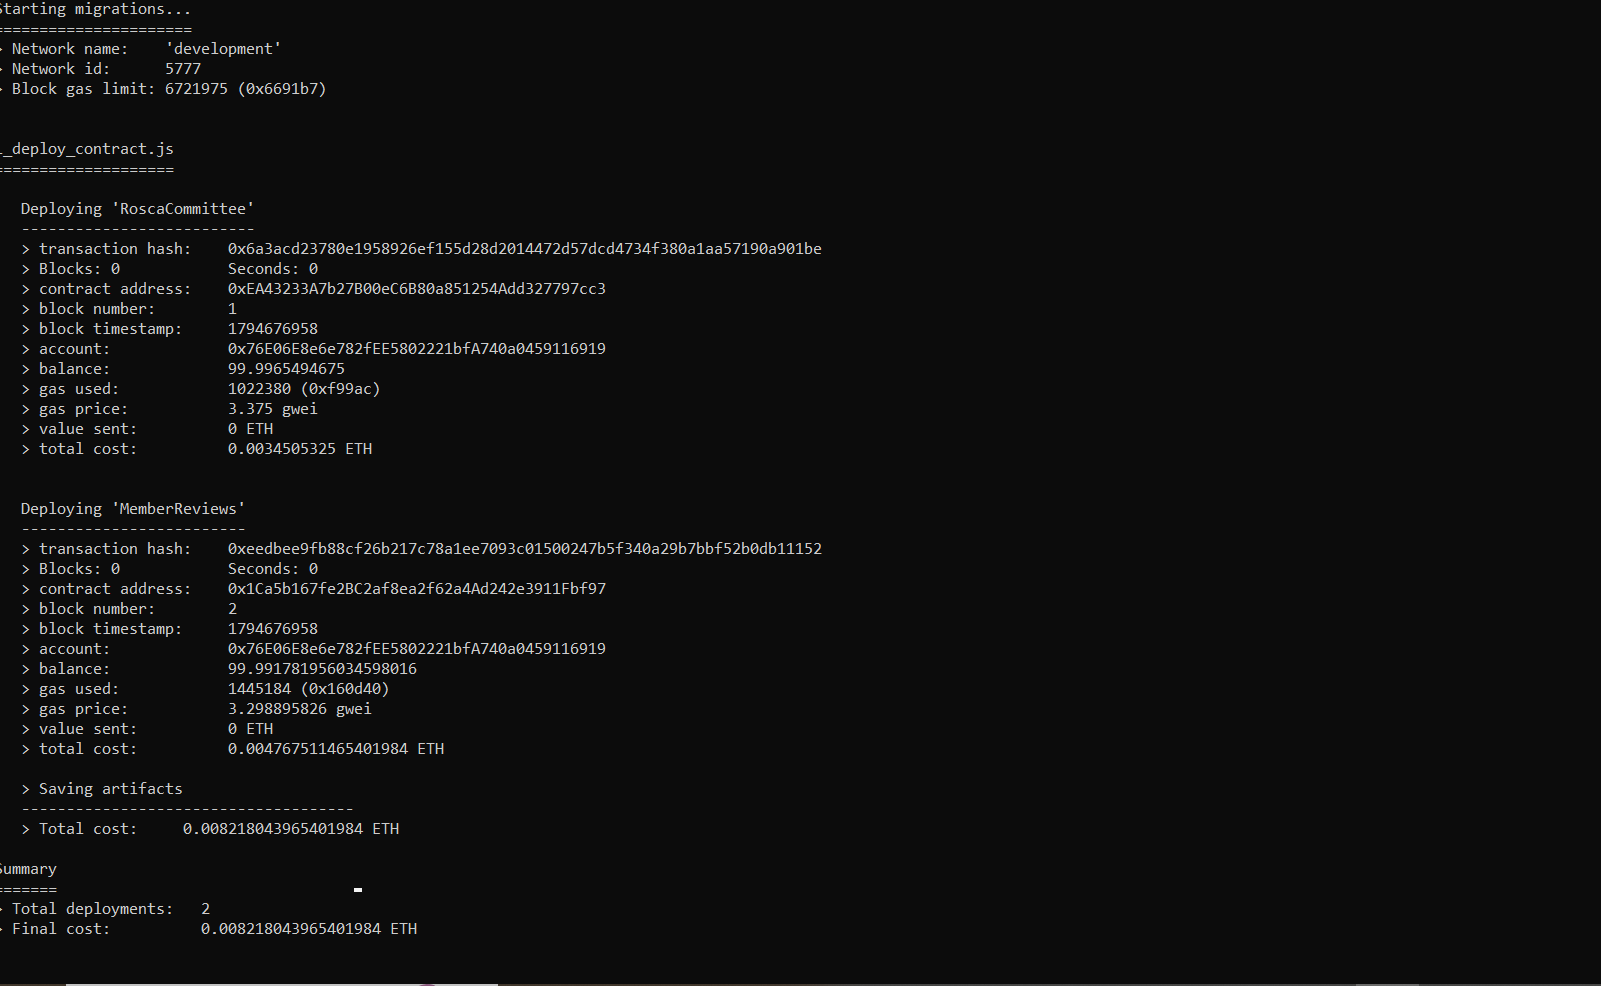 Starting migrations...
======================
> Network name:    'development'
> Network id:      5777
> Block gas limit: 6721975 (0x6691b7)
1_deploy_contract.js
====================
Deploying 'RoscaCommittee'
--------------------------
> transaction hash:    0x6a3acd23780e1958926ef155d28d2014472d57dcd4734f380a1aa57190a901be
> Blocks: 0            Seconds: 0
> contract address:    0xEA43233A7b27B00eC6B80a851254Add327797cc3
> block number:        1
> block timestamp:     1794676958
> account:             0x76E06E8e6e782fEE5802221bfA740a0459116919
> balance:             99.9965494675
> gas used:            1022380 (0xf99ac)
> gas price:           3.375 gwei
> value sent:          0 ETH
> total cost:          0.0034505325 ETH
Deploying 'MemberReviews'
-------------------------
> transaction hash:    0xeedbee9fb88cf26b217c78a1ee7093c01500247b5f340a29b7bbf52b0db11152
> Blocks: 0            Seconds: 0
> contract address:    0x1Ca5b167fe2BC2af8ea2f62a4Ad242e3911Fbf97
> block number:        2
> block timestamp:     1794676958
> account:             0x76E06E8e6e782fEE5802221bfA740a0459116919
> balance:             99.991781956034598016
> gas used:            1445184 (0x160d40)
> gas price:           3.298895826 gwei
> value sent:          0 ETH
> total cost:          0.004767511465401984 ETH
> Saving artifacts
-------------------------------------
> Total cost:     0.008218043965401984 ETH
Summary
=======
> Total deployments:   2
> Final cost:          0.008218043965401984 ETH